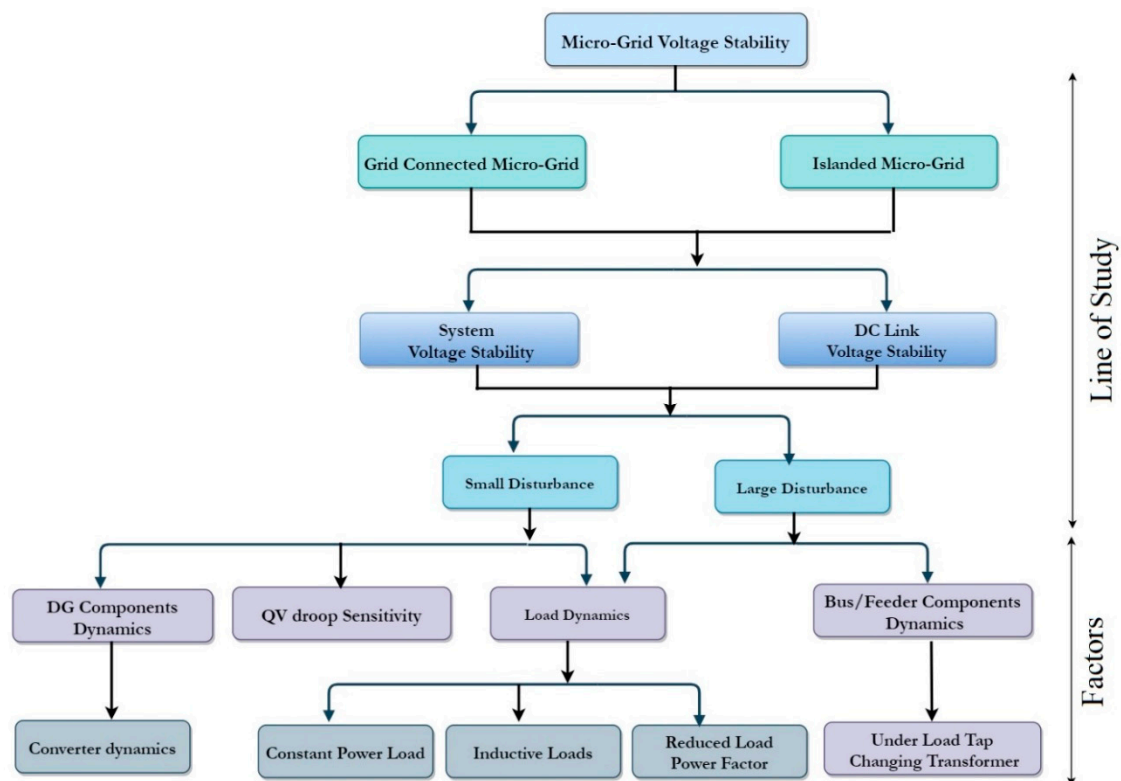 Micro-Grid Voltage Stability
Grid Connected Micro-Grid
Islanded Micro-Grid
System
Voltage Stability
DC Link
Voltage Stability
Small Disturbance
Large Disturbance
Line of Study
DG Components
Dynamics
QV droop Sensitivity
Load Dynamics
Bus/Feeder Components
Dynamics
Converter dynamics
Constant Power Load
Inductive Loads
Reduced Load
Power Factor
Under Load Tap
Changing Transformer
Factors